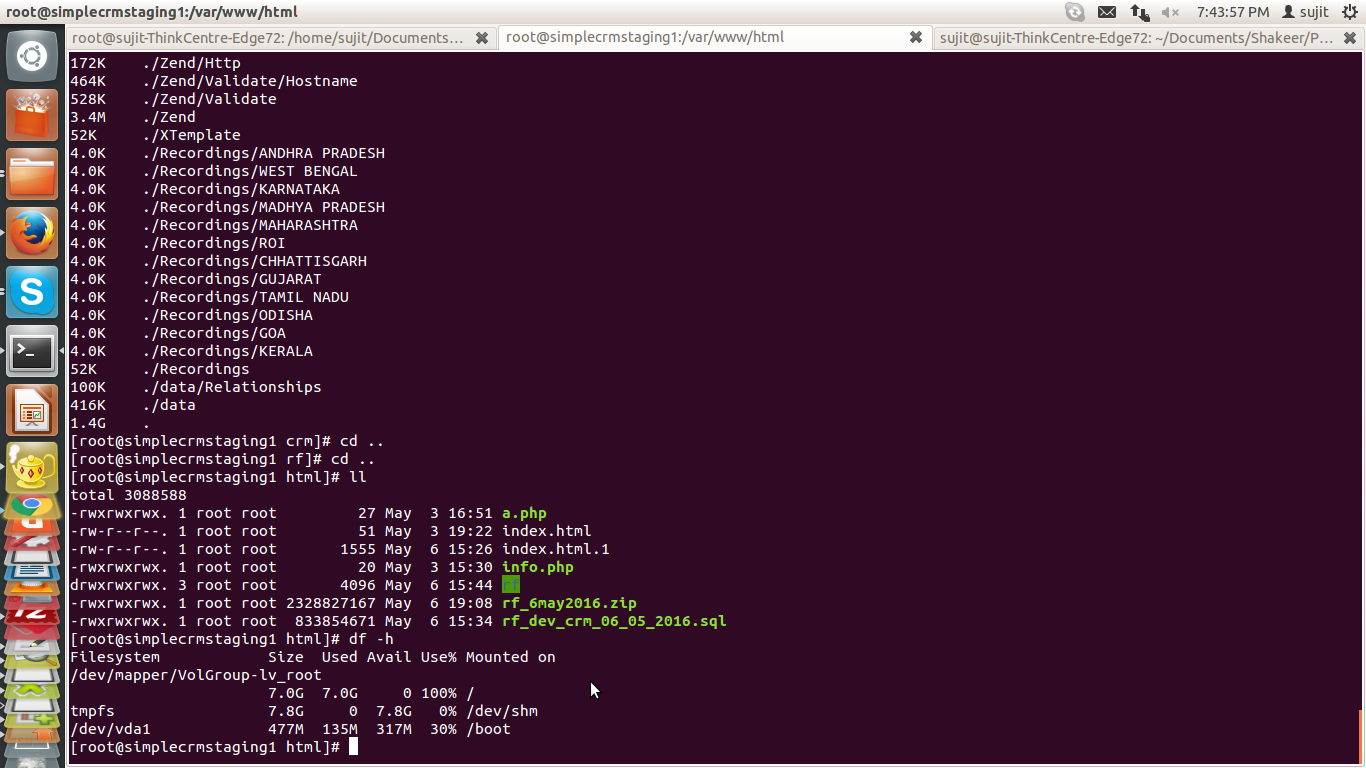 root@simplecrmstaging1:/var/www/html 7:43:57 PM sujit
root@sujit-ThinkCentre-Edge72: /home/sujit/Documents... root@simplecrmstaging1:/var/www/html sujit@sujit-ThinkCentre-Edge72: ~/Documents/Shakeer/P...
172K ./Zend/Http
464K ./Zend/Validate/Hostname
528K ./Zend/Validate
3.4M ./Zend
52K ./XTemplate
4.0K ./Recordings/ANDHRA PRADESH
4.0K ./Recordings/WEST BENGAL
4.0K ./Recordings/KARNATAKA
4.0K ./Recordings/MADHYA PRADESH
4.0K ./Recordings/MAHARASHTRA
4.0K ./Recordings/ROI
4.0K ./Recordings/CHHATTISGARH
4.0K ./Recordings/GUJARAT
4.0K ./Recordings/TAMIL NADU
4.0K ./Recordings/ODISHA
4.0K ./Recordings/GOA
4.0K ./Recordings/KERALA
52K ./Recordings
100K ./data/Relationships
416K ./data
1.4G .
[root@simplecrmstaging1 crm]# cd ..
[root@simplecrmstaging1 rf]# cd ..
[root@simplecrmstaging1 html]# ll
total 3088588
-rwxrwxrwx. 1 root root 27 May 3 16:51 a.php
-rw-r--r--. 1 root root 51 May 3 19:22 index.html
-rw-r--r--. 1 root root 1555 May 6 15:26 index.html.1
-rwxrwxrwx. 1 root root 20 May 3 15:30 info.php
drwxrwxrwx. 3 root root 4096 May 6 15:44 rf
-rwxrwxrwx. 1 root root 2328827167 May 6 19:08 rf_6may2016.zip
-rwxrwxrwx. 1 root root 833854671 May 6 15:34 rf_dev_crm_06_05_2016.sql
[root@simplecrmstaging1 html]# df -h
Filesystem Size Used Avail Use% Mounted on
/dev/mapper/VolGroup-lv_root
7.0G 7.0G 0 100% /
tmpfs 7.8G 0 7.8G 0% /dev/shm
/dev/vda1 477M 135M 317M 30% /boot
[root@simplecrmstaging1 html]#